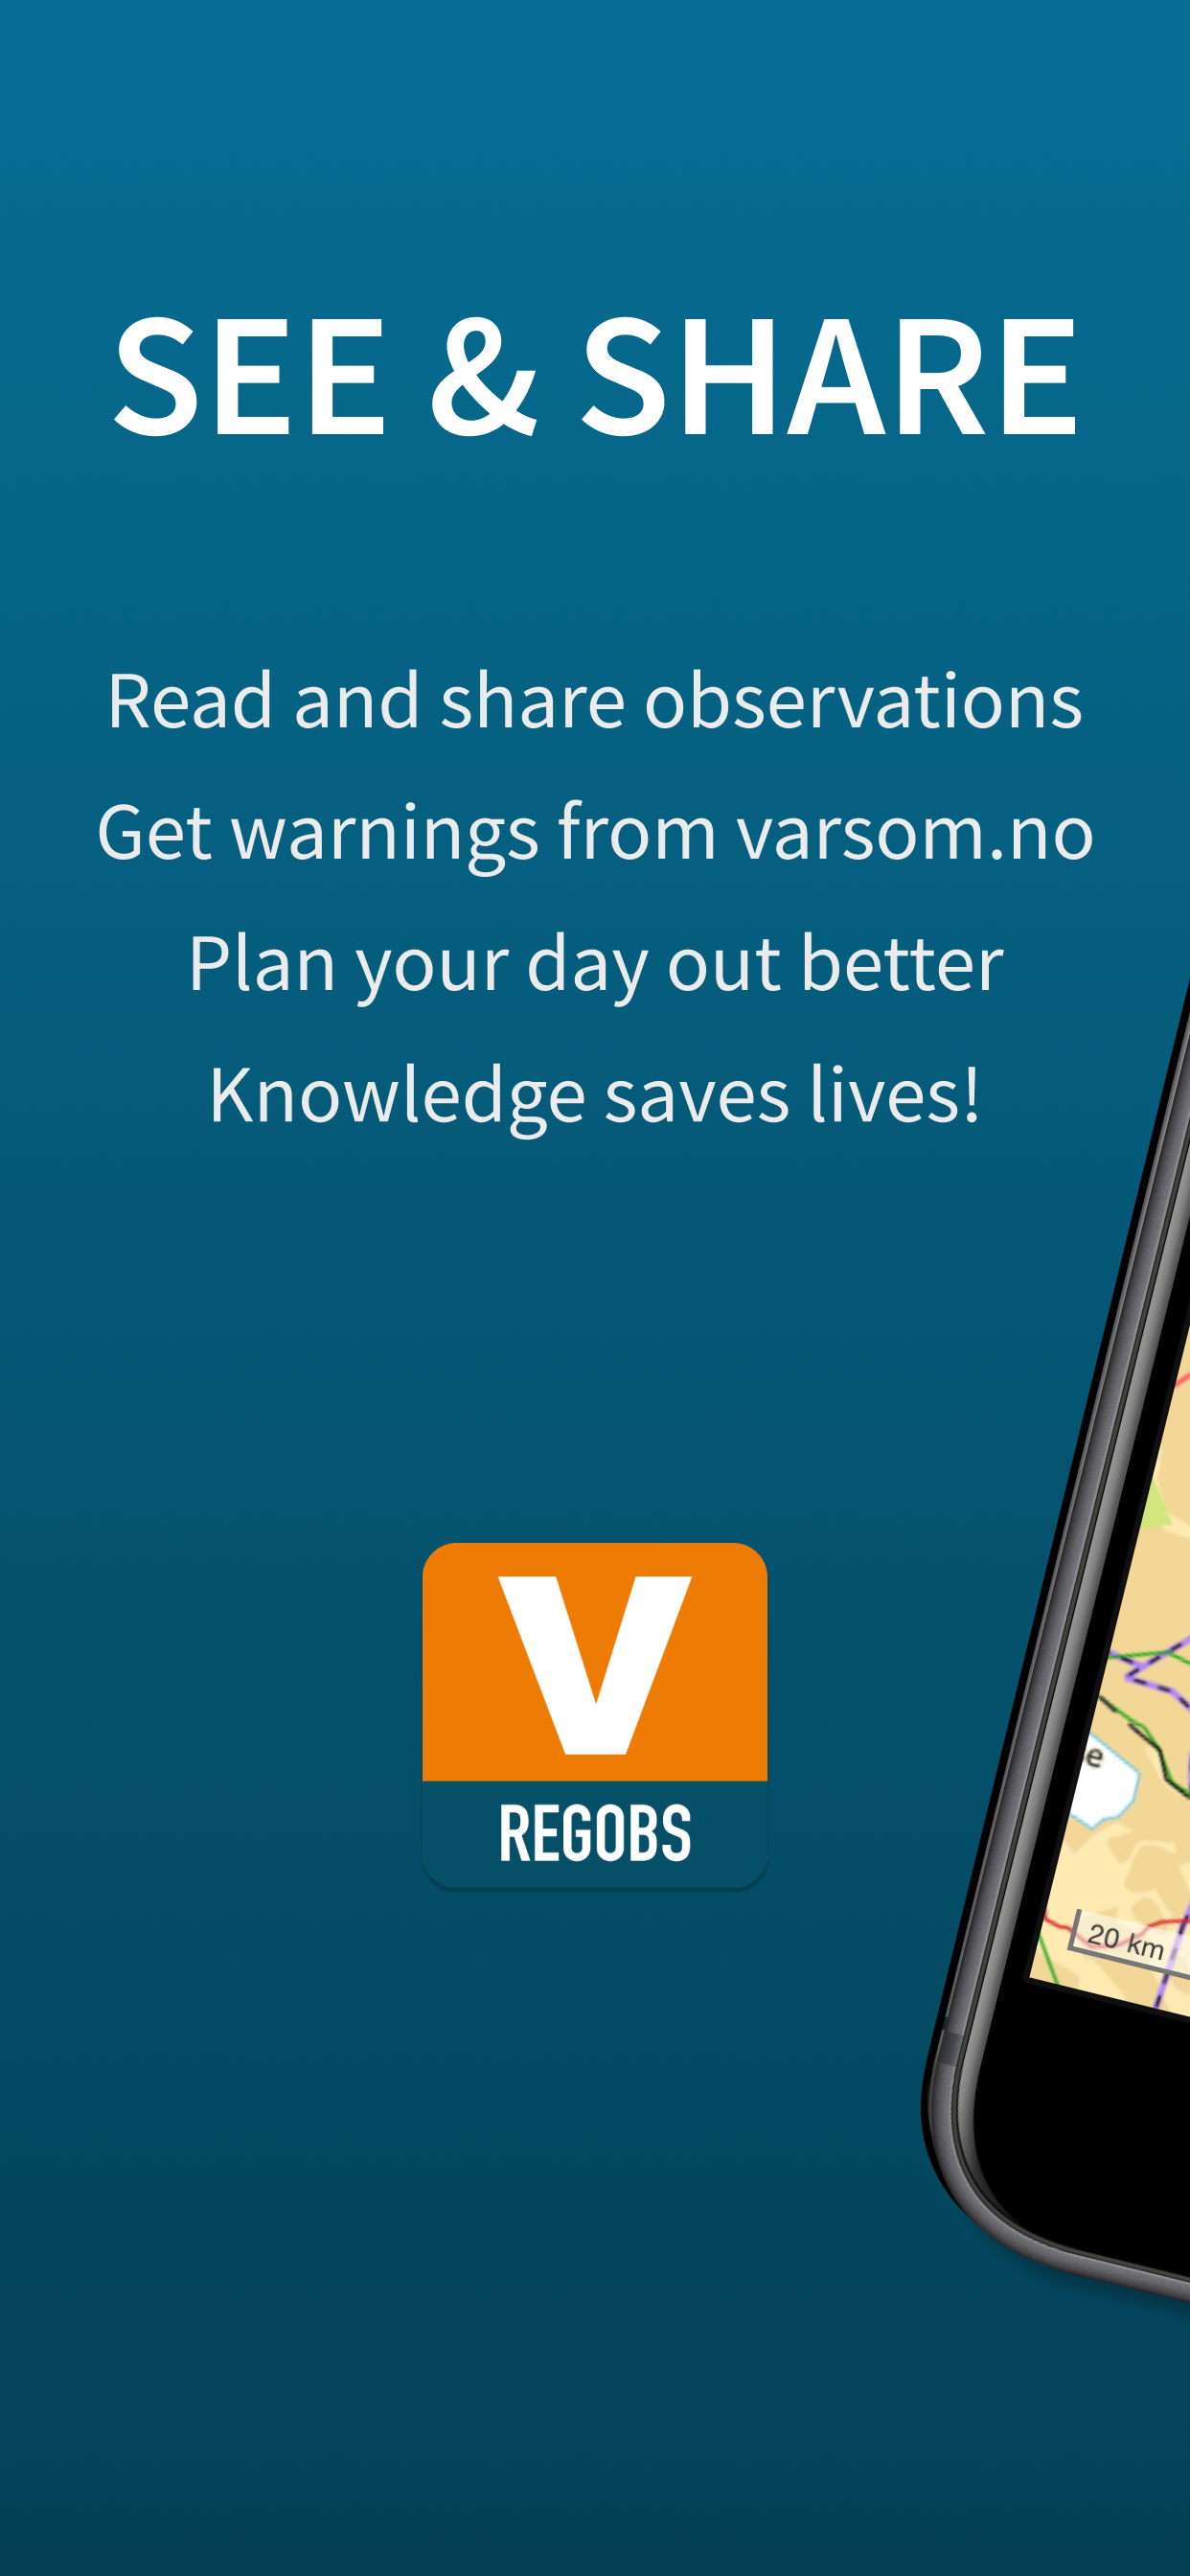 SEE & SHARE
Read and share observations
Get warnings from varsom.no
Plan your day out better
Knowledge saves lives!
V
REGOBS
e
20 km